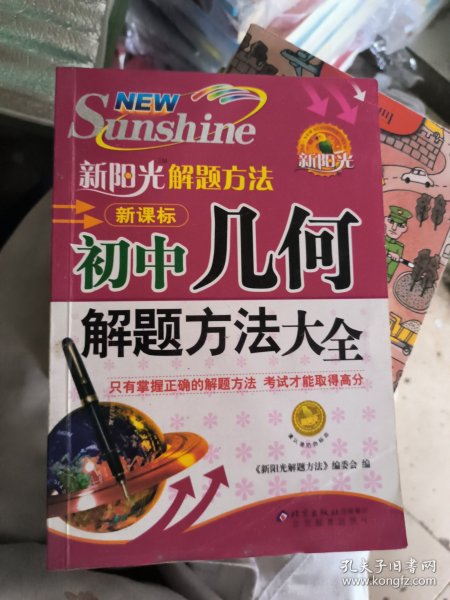 NEW
Sunshine
新阳光
新阳光解题方法
新课标
初中几何
解题方法大全
只有掌握正确的解题方法 考试才能取得高分
《新阳光解题方法》编委会 编
孔夫子旧书网
www.kongfz.com